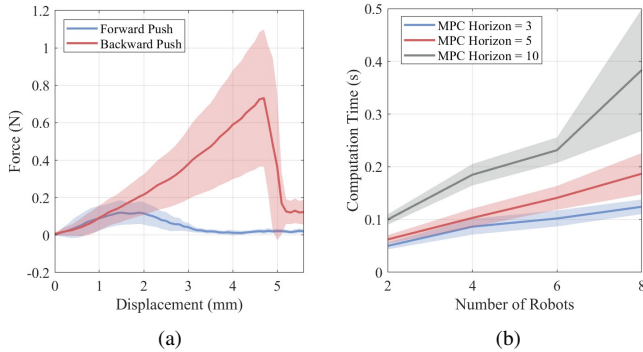 Forward Push
Backward Push
1.2
1
0.8
0.6
0.4
0.2
0
-0.2
Force (N)
0 1 2 3 4 5
Displacement (mm)
(a)
MPC Horizon = 3
MPC Horizon = 5
MPC Horizon = 10
0.5
0.4
0.3
0.2
0.1
0
Computation Time (s)
2 4 6 8
Number of Robots
(b)